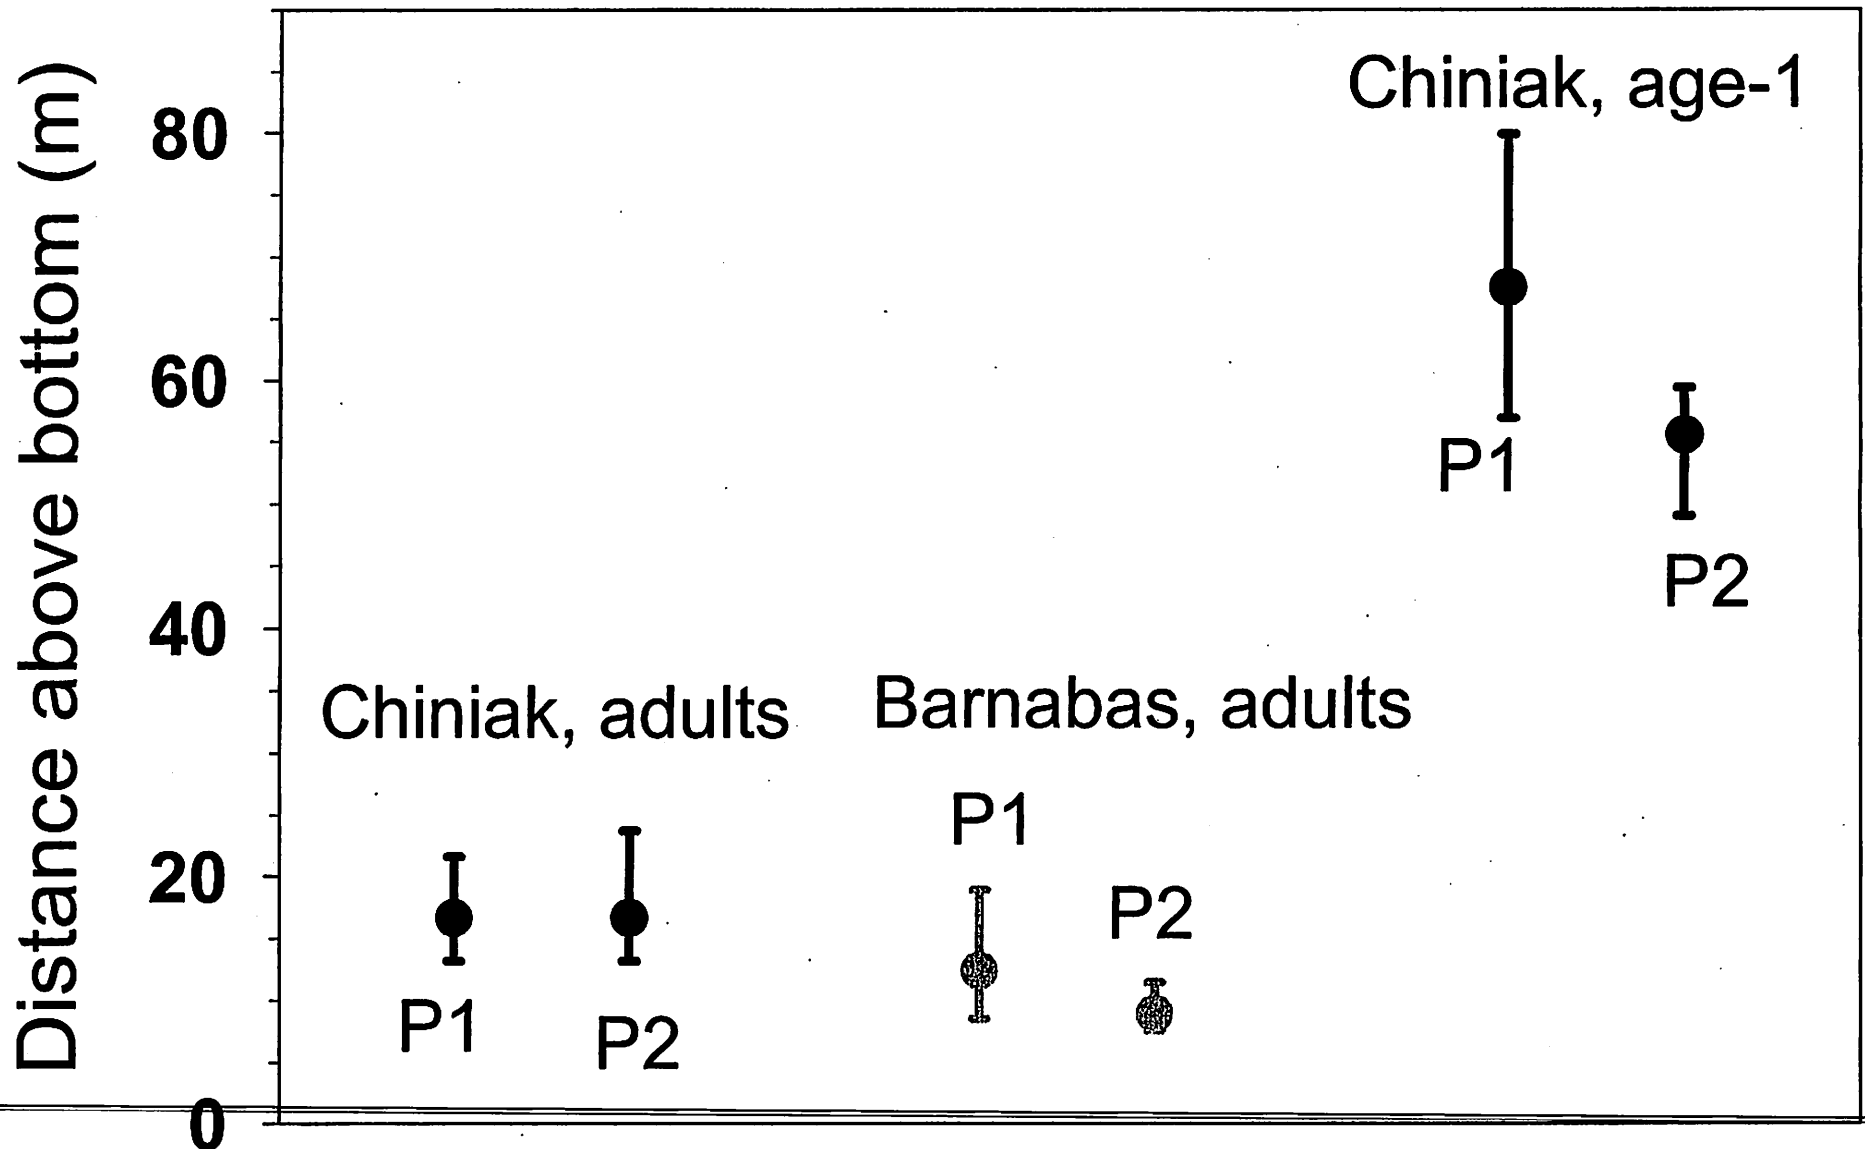 Distance above bottom (m)
80
60
40
20
0
Chiniak, age-1
P1
P2
Chiniak, adults
P1
P2
Barnabas, adults
P1
P2